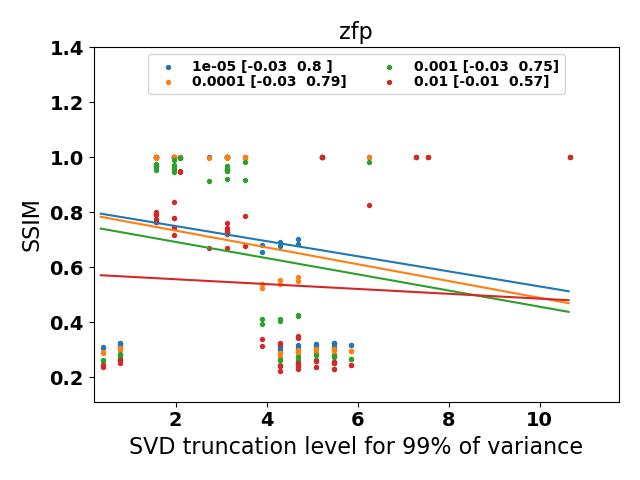 zfp
1e-05 [-0.03  0.8 ]
0.0001 [-0.03  0.79]
0.001 [-0.03  0.75]
0.01 [-0.01  0.57]
1.4
1.2
1.0
0.8
0.6
0.4
0.2
SSIM
2 4 6 8 10
SVD truncation level for 99% of variance